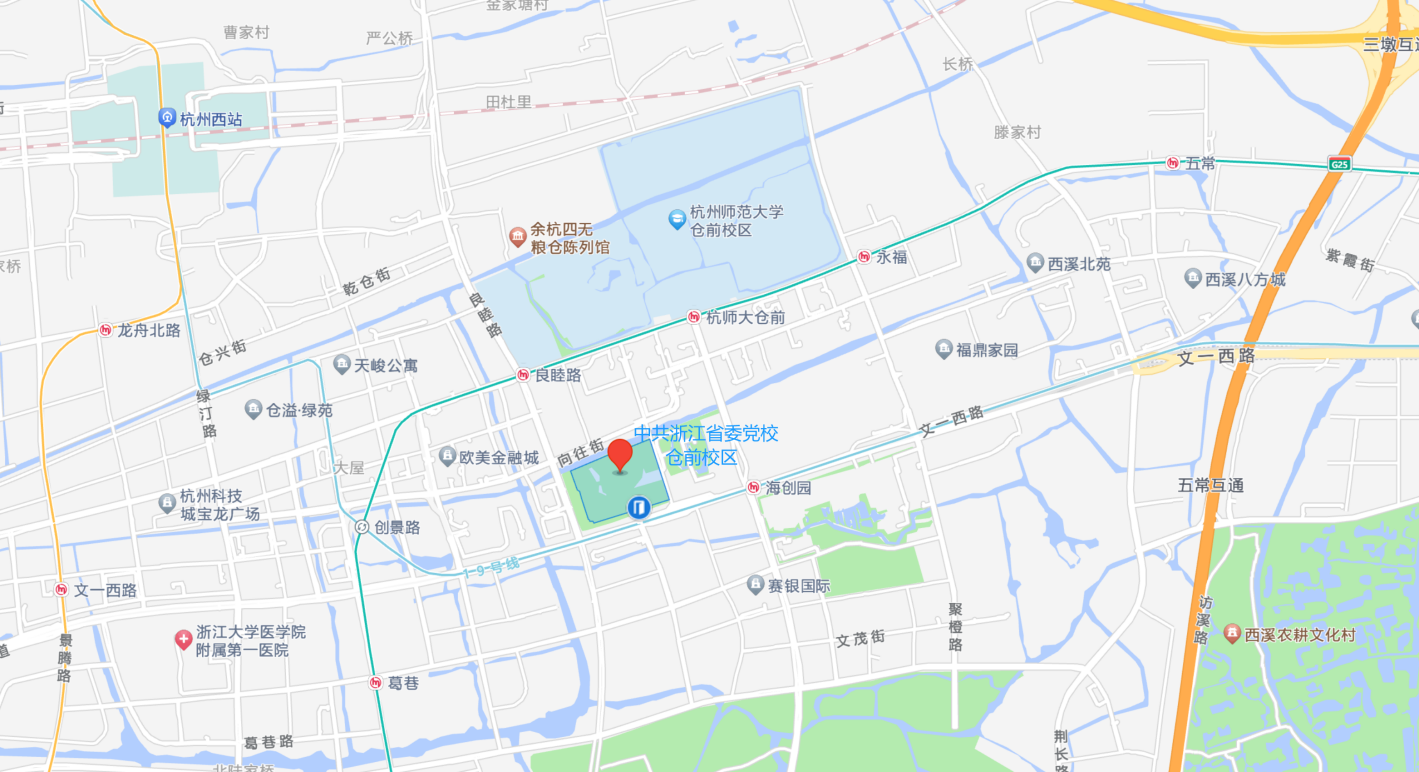 金家塘村
曹家村
严公桥
三墩互通
长桥
田杜里
杭州西站
滕家村
五常
G25
杭州师范大学
仓前校区
余杭四无
粮仓陈列馆
永福
西溪北苑
紫霞街
西溪八方城
家桥
乾仓街
良睦路
龙舟北路
杭师大仓前
仓兴街
福鼎家园
文一西路
天峻公寓
良睦路
绿汀路
仓溢·绿苑
文一西路
中共浙江省委党校
仓前校区
向往街
欧美金融城
大屋
海创园
五常互通
杭州科技
城宝龙广场
创景路
19号线
文一西路
赛银国际
访溪路
聚橙路
浙江大学医学院
附属第一医院
西溪农耕文化村
文茂街
景腾路
道
葛巷
葛巷路
荆长路
北陆家桥